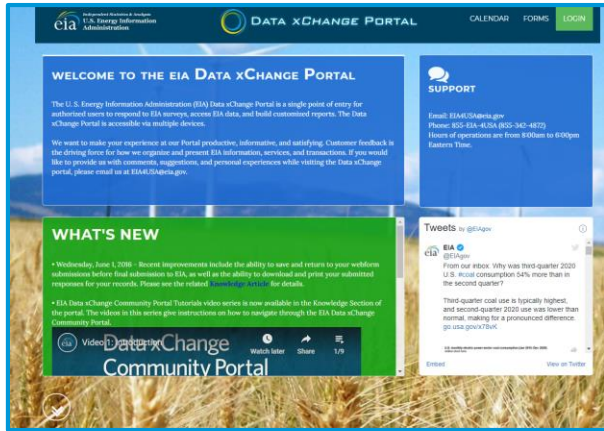 eia
Independent Statistics & Analysis
U.S. Energy Information
Administration
DATA XCHANGE PORTAL
CALENDAR FORMS LOGIN
WELCOME TO THE EIA DATA XCHANGE PORTAL
The U. S. Energy Information Administration (EIA) Data xChange Portal is a single point of entry for
authorized users to respond to EIA surveys, access EIA data, and build customized reports. The Data
xChange Portal is accessible via multiple devices.
We want to make your experience at our Portal productive, informative, and satisfying. Customer feedback is
the driving force for how we organize and present EIA information, services, and transactions. If you would
like to provide us with comments, suggestions, and personal experiences while visiting the Data xChange
portal, please email us at EIA4USA@eia.gov.
SUPPORT
Email: EIA4USA@eia.gov
Phone: 855-EIA-4USA (855-342-4872)
Hours of operations are from 8:00am to 6:00pm
Eastern Time.
WHAT'S NEW
• Wednesday, June 1, 2016 - Recent improvements include the ability to save and return to your webform
submissions before final submission to EIA, as well as the ability to download and print your submitted
responses for your records. Please see the related Knowledge Article for details.
• EIA Data xChange Community Portal Tutorials video series is now available in the Knowledge Section of
the portal. The videos in this series give instructions on how to navigate through the EIA Data xChange
Community Portal.
eia
Video 1: Introduction
Data xChange
Community Portal
Watch later Share 1/9
Tweets by @EIAgov
eia
EIA
@EIAgov
From our inbox: Why was third-quarter 2020
U.S. #coal consumption 54% more than in
the second quarter?
Third-quarter coal use is typically highest,
and second-quarter 2020 use was lower than
normal, making for a pronounced difference.
go.usa.gov/x78vK
Embed View on Twitter